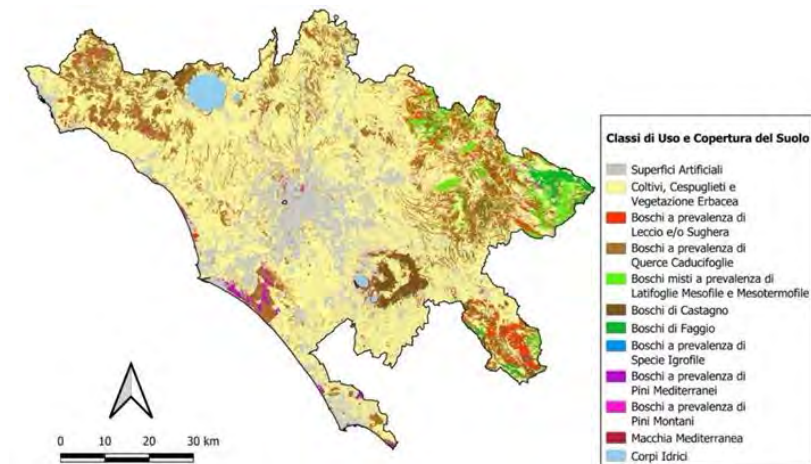 Classi di Uso e Copertura del Suolo
Superfici Artificiali
Coltivi, Cespuglieti e
Vegetazione Erbacea
Boschi a prevalenza di
Leccio e/o Sughera
Boschi a prevalenza di
Querce Caducifoglie
Boschi misti a prevalenza di
Latifoglie Mesofile e Mesotermofile
Boschi di Castagno
Boschi di Faggio
Boschi a prevalenza di
Specie Igrofile
Boschi a prevalenza di
Pini Mediterranei
Boschi a prevalenza di
Pini Montani
Macchia Mediterranea
Corpi Idrici
0 10 20 30 km